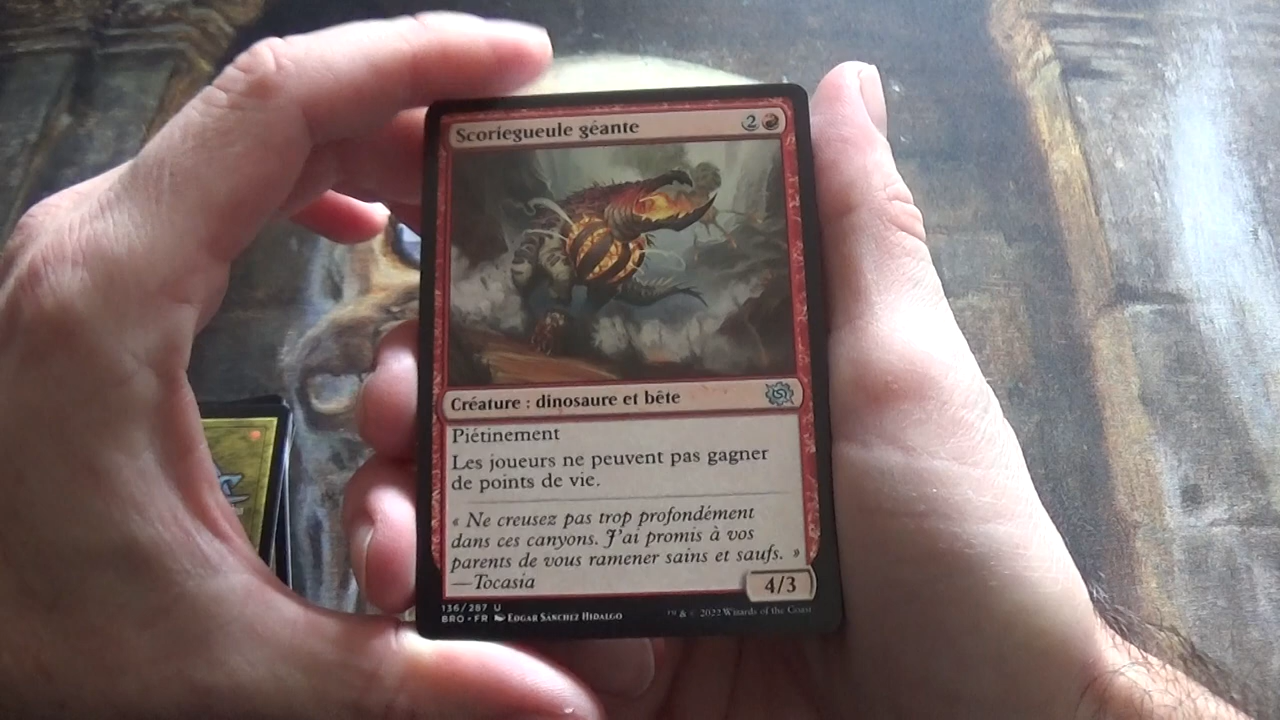 Scoriegueule géante 2
Créature : dinosaure et bête
Piétinement
Les joueurs ne peuvent pas gagner
de points de vie.
« Ne creusez pas trop profondément
dans ces canyons. J'ai promis à vos
parents de vous ramener sains et saufs. »
—Tocasia
4/3
136/287 U
BRO • FR Edgar Sánchez Hidalgo
& © 2022 Wizards of the Coast